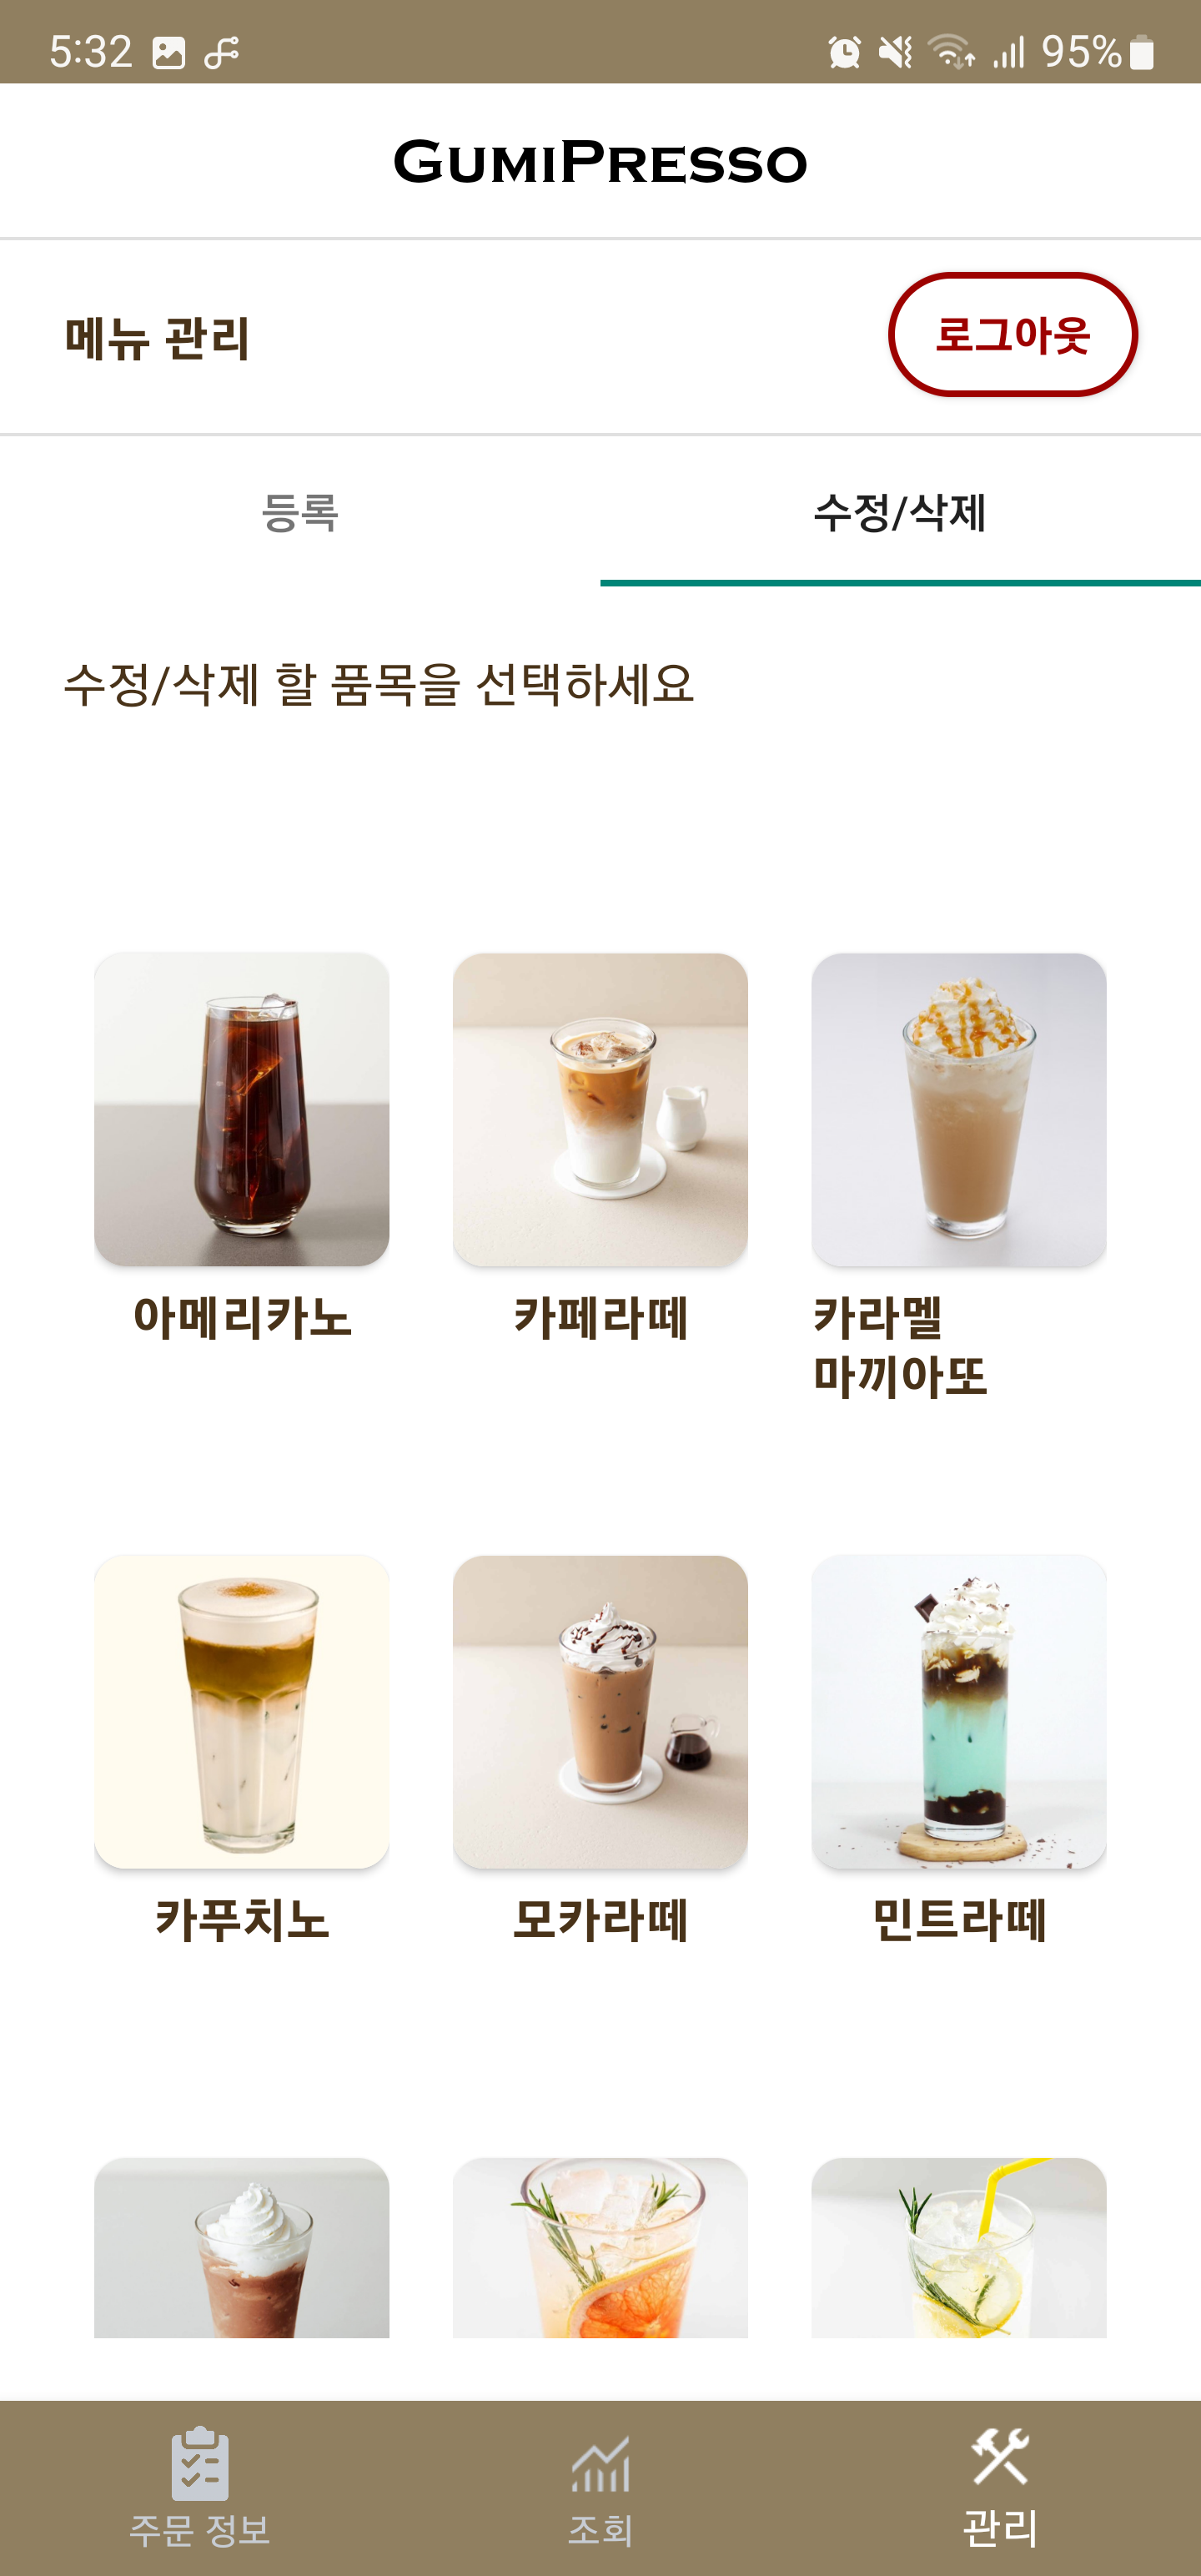 5:32 95%
GUMIPRESSO
메뉴 관리 로그아웃
등록 수정/삭제
수정/삭제 할 품목을 선택하세요
아메리카노 카페라떼 카라멜
마끼아또
카푸치노 모카라떼 민트라떼
주문 정보 조회 관리